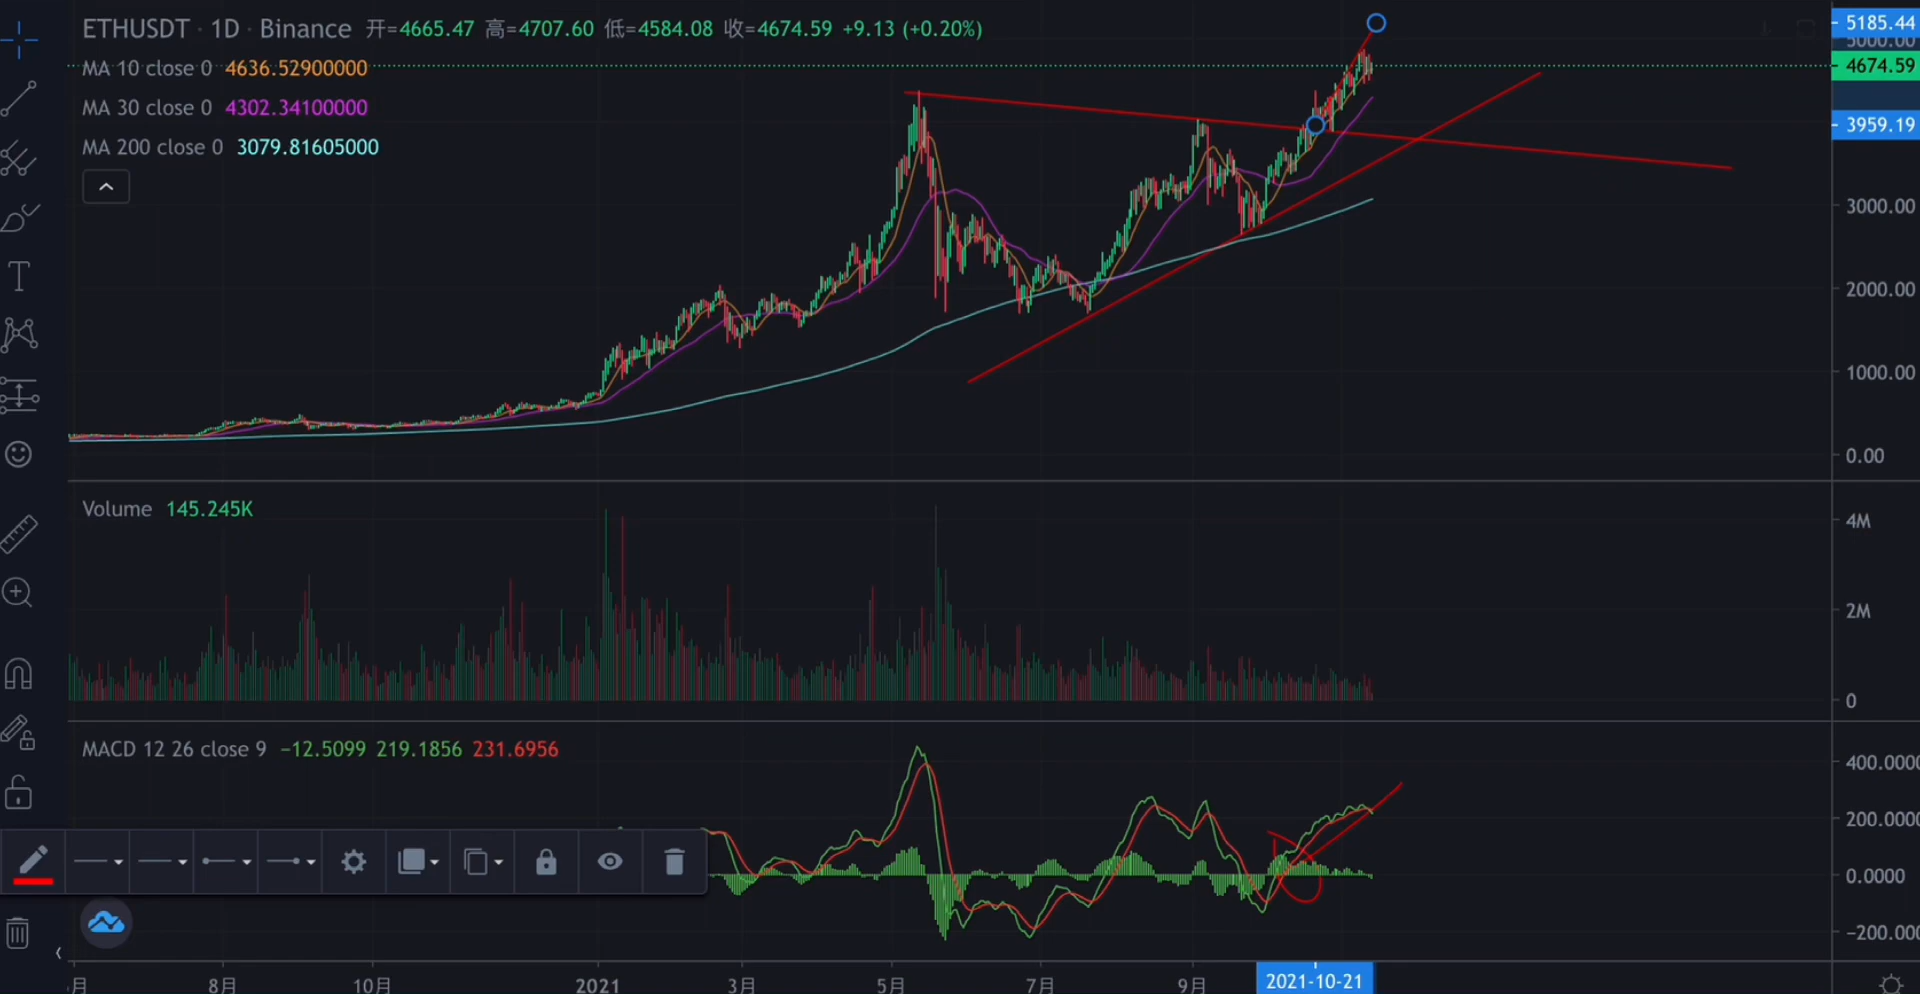 ETHUSDT · 1D · Binance 开=4665.47 高=4707.60 低=4584.08 收=4674.59 +9.13 (+0.20%)
MA 10 close 0 4636.52900000
MA 30 close 0 4302.34100000
MA 200 close 0 3079.81605000
5185.44
5000.00
4674.59
3959.19
3000.00
2000.00
1000.00
0.00
Volume 145.245K
4M
2M
0
MACD 12 26 close 9 −12.5099 219.1856 231.6956
400.0000
200.0000
0.0000
−200.0000
月 8月 10月 2021 3月 5月 7月 9月 2021-10-21